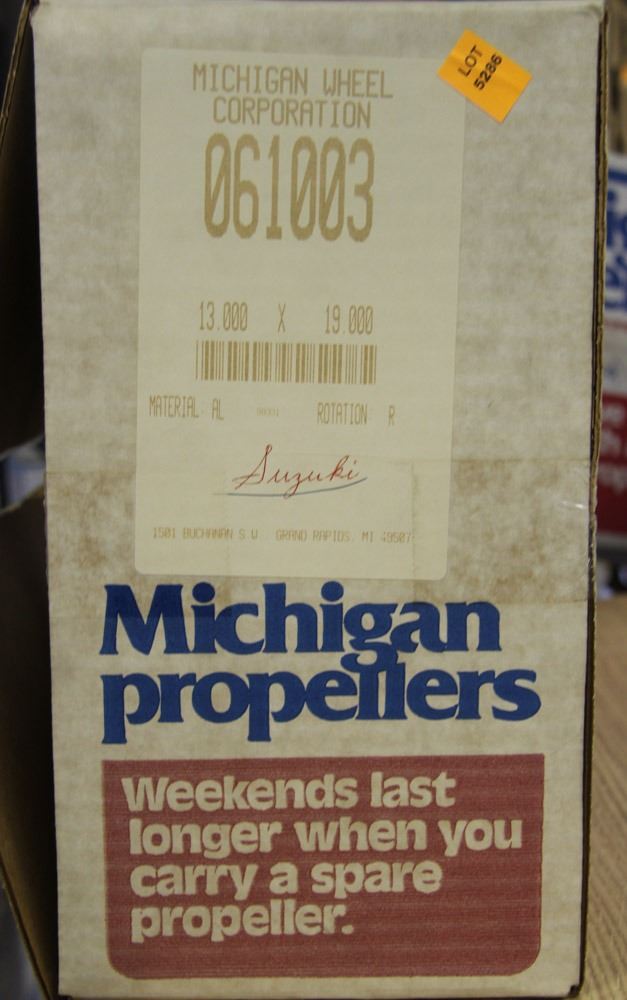 LOT
5286
MICHIGAN WHEEL
CORPORATION
061003
13.000 X 19.000
MATERIAL: AL ROTATION: R
Suzuki
1501 BUCHANAN S.W. GRAND RAPIDS, MI 49507
Michigan
propellers
Weekends last
longer when you
carry a spare
propeller.